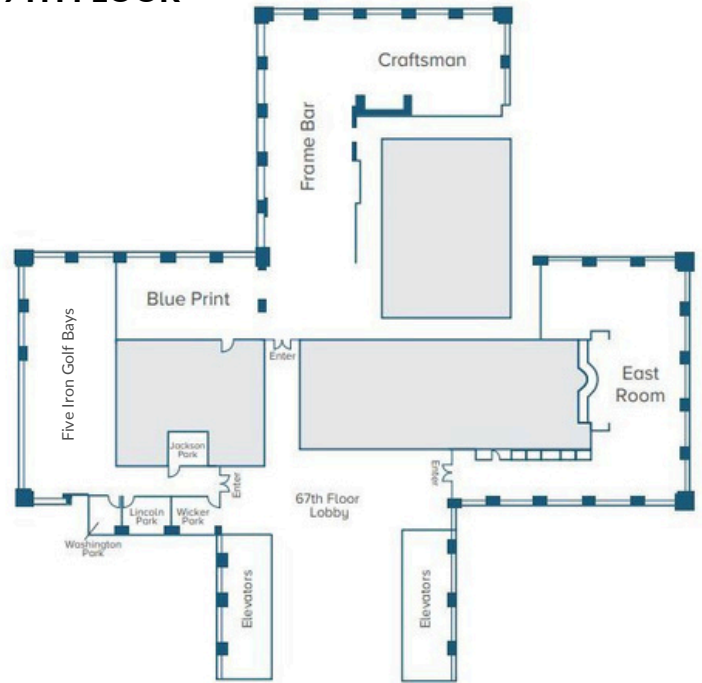 Craftsman
Frame Bar
Blue Print
Five Iron Golf Bays
Enter
East
Room
Jackson
Park
Enter
Enter
67th Floor
Lobby
Lincoln
Park
Wicker
Park
Washington
Park
Elevators
Elevators